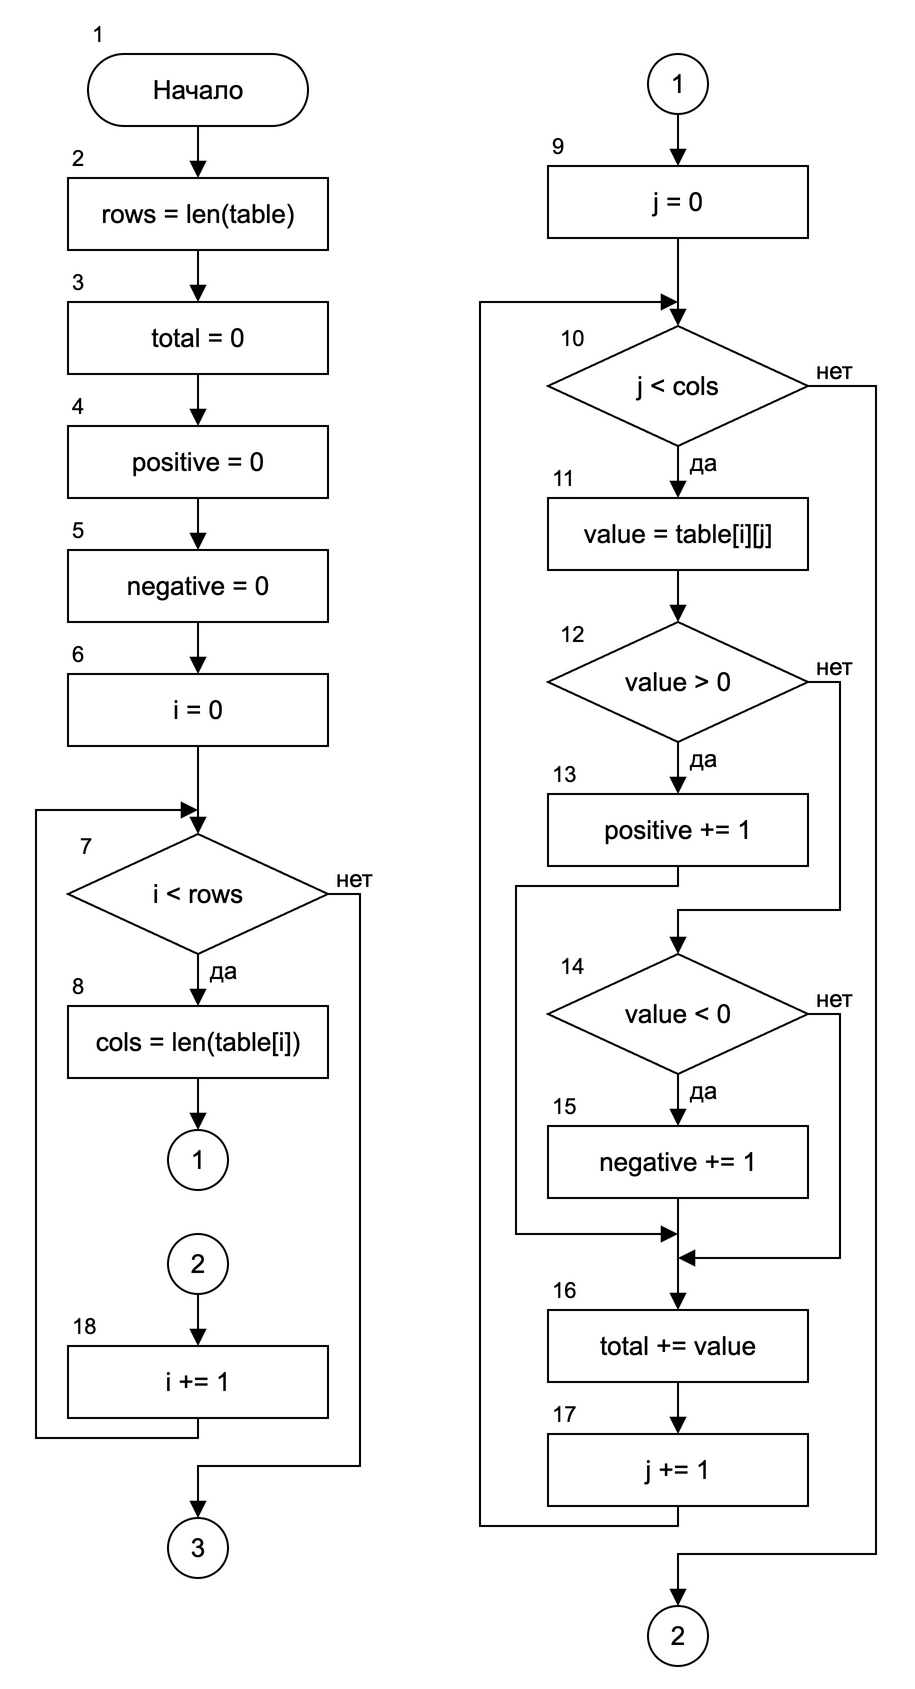 1
Начало
2
rows = len(table)
3
total = 0
4
positive = 0
5
negative = 0
6
i = 0
7
i < rows
нет
да
8
cols = len(table[i])
1
2
18
i += 1
3
1
9
j = 0
10
j < cols
нет
да
11
value = table[i][j]
12
value > 0
нет
да
13
positive += 1
14
value < 0
нет
да
15
negative += 1
16
total += value
17
j += 1
2